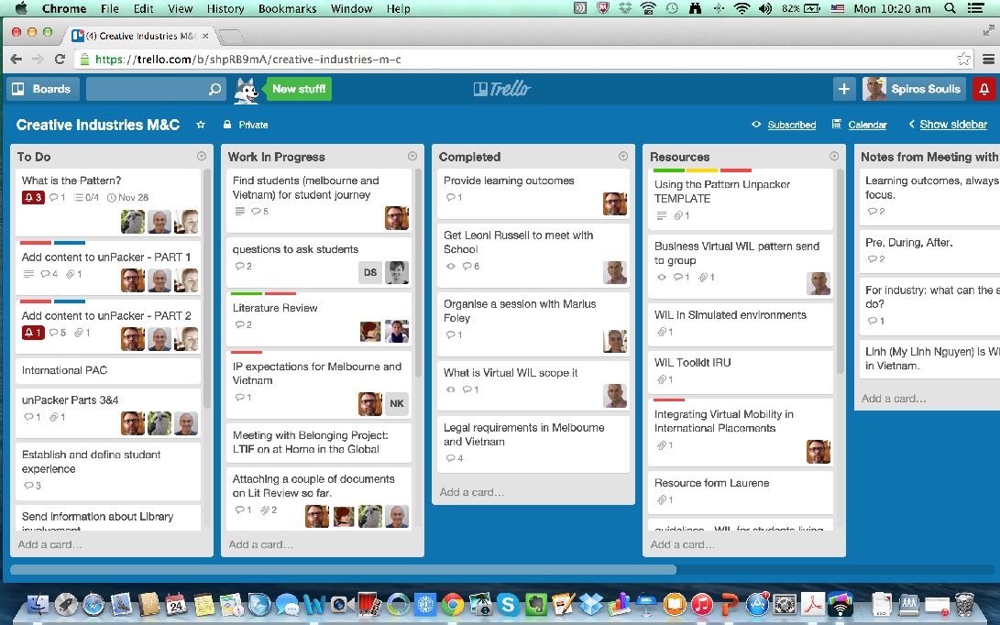 Chrome File Edit View History Bookmarks Window Help 82% Mon 10:20 am
(4) Creative Industries M&C
https://trello.com/b/shpRB9mA/creative-industries-m-c
Boards New stuff! Trello Spiros Soulis
Creative Industries M&C Private Subscribed Calendar Show sidebar
To Do
What is the Pattern?
3 1 0/4 Nov 28
Add content to unPacker - PART 1
4 1
Add content to unPacker - PART 2
1 5 1
International PAC
unPacker Parts 3&4
1 1
Establish and define student
experience
3
Send information about Library
involvement
Add a card...
Work In Progress
Find students (melbourne and
Vietnam) for student journey
5
questions to ask students
2
DS
Literature Review
2
IP expectations for Melbourne and
Vietnam
1
NK
Meeting with Belonging Project:
LTIF on at Home in the Global
Attaching a couple of documents
on Lit Review so far.
1 2
Add a card...
Completed
Provide learning outcomes
1
Get Leoni Russell to meet with
School
6
Organise a session with Marius
Foley
1
What is Virtual WIL scope it
1
Legal requirements in Melbourne
and Vietnam
4
Add a card...
Resources
Using the Pattern Unpacker
TEMPLATE
1
Business Virtual WIL pattern send
to group
1 1
WIL in Simulated environments
1
WIL Toolkit IRU
1
Integrating Virtual Mobility in
International Placements
1
Resource form Laurene
1
guidelines - WIL for students living
Add a card...
Notes from Meeting with
Learning outcomes, always
focus.
2
Pre, During, After.
2
For industry: what can the s
do?
1
Linh (My Linh Nguyen) is W
in Vietnam.
Add a card...
24